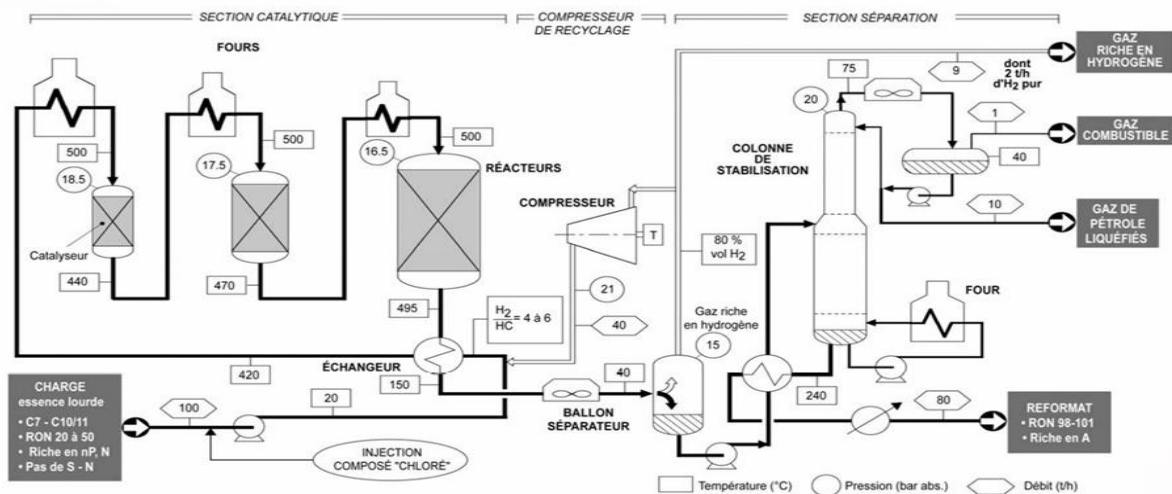 SECTION CATALYTIQUE
COMPRESSEUR
DE RECYCLAGE
SECTION SÉPARATION
FOURS
500
18.5
Catalyseur
440
500
17.5
470
500
16.5
RÉACTEURS
495
COMPRESSEUR
T
21
40
H2
HC = 4 à 6
ÉCHANGEUR
420
150
20
100
CHARGE
essence lourde
• C7 - C10/11
• RON 20 à 50
• Riche en nP, N
• Pas de S - N
INJECTION
COMPOSÉ "CHLORÉ"
40
BALLON
SÉPARATEUR
80 %
vol H2
Gaz riche
en hydrogène
15
20
75
COLONNE
DE
STABILISATION
9
dont
2 t/h
d'H2 pur
GAZ
RICHE EN
HYDROGÈNE
1
GAZ
COMBUSTIBLE
40
10
GAZ DE
PÉTROLE
LIQUÉFIÉS
FOUR
240
80
REFORMAT
• RON 98-101
• Riche en A
Température (°C)
Pression (bar abs.)
Débit (t/h)